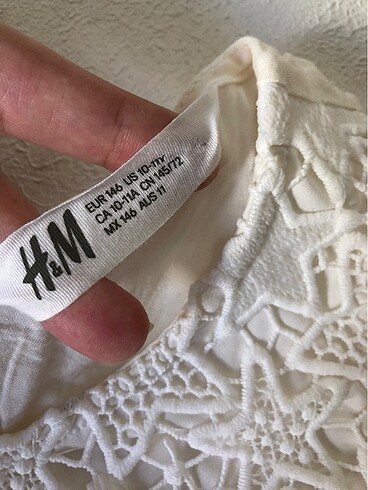 H&M
EUR 146 US 10-11Y
CA 10-11A CN 145/72
MX 146 AUS 11